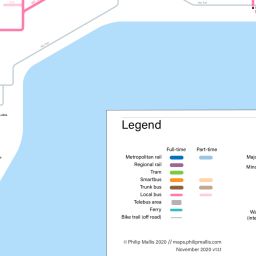 Legend
Full-time Part-time
Metropolitan rail
Regional rail
Tram
Smartbus
Trunk bus
Local bus
Telebus area
Ferry
Bike trail (off road)
© Philip Mallis 2020 // maps.philipmallis.com
November 2020 v1.1